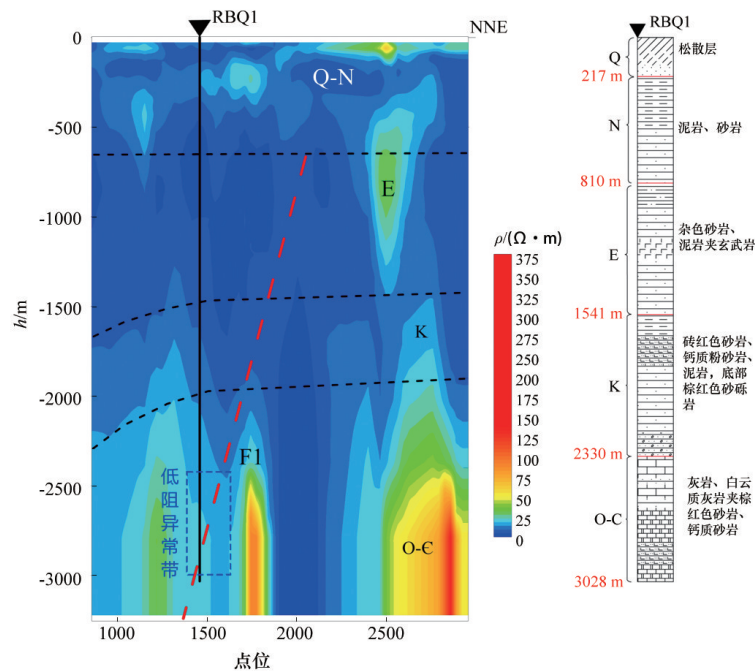 RBQ1
NNE
0
-500
-1000
-1500
-2000
-2500
-3000
h/m
Q-N
E
K
F1
O-Є
低阻异常带
1000
1500
2000
2500
点位
ρ/(Ω·m)
375
350
325
300
275
250
225
200
175
150
125
100
75
50
25
0
RBQ1
Q
松散层
217 m
N
泥岩、砂岩
810 m
E
杂色砂岩、
泥岩夹玄武岩
1541 m
K
砖红色砂岩、
钙质粉砂岩、
泥岩，底部
棕红色砂砾
岩
2330 m
O-Є
灰岩、白云
质灰岩夹棕
红色砂岩、
钙质砂岩
3028 m